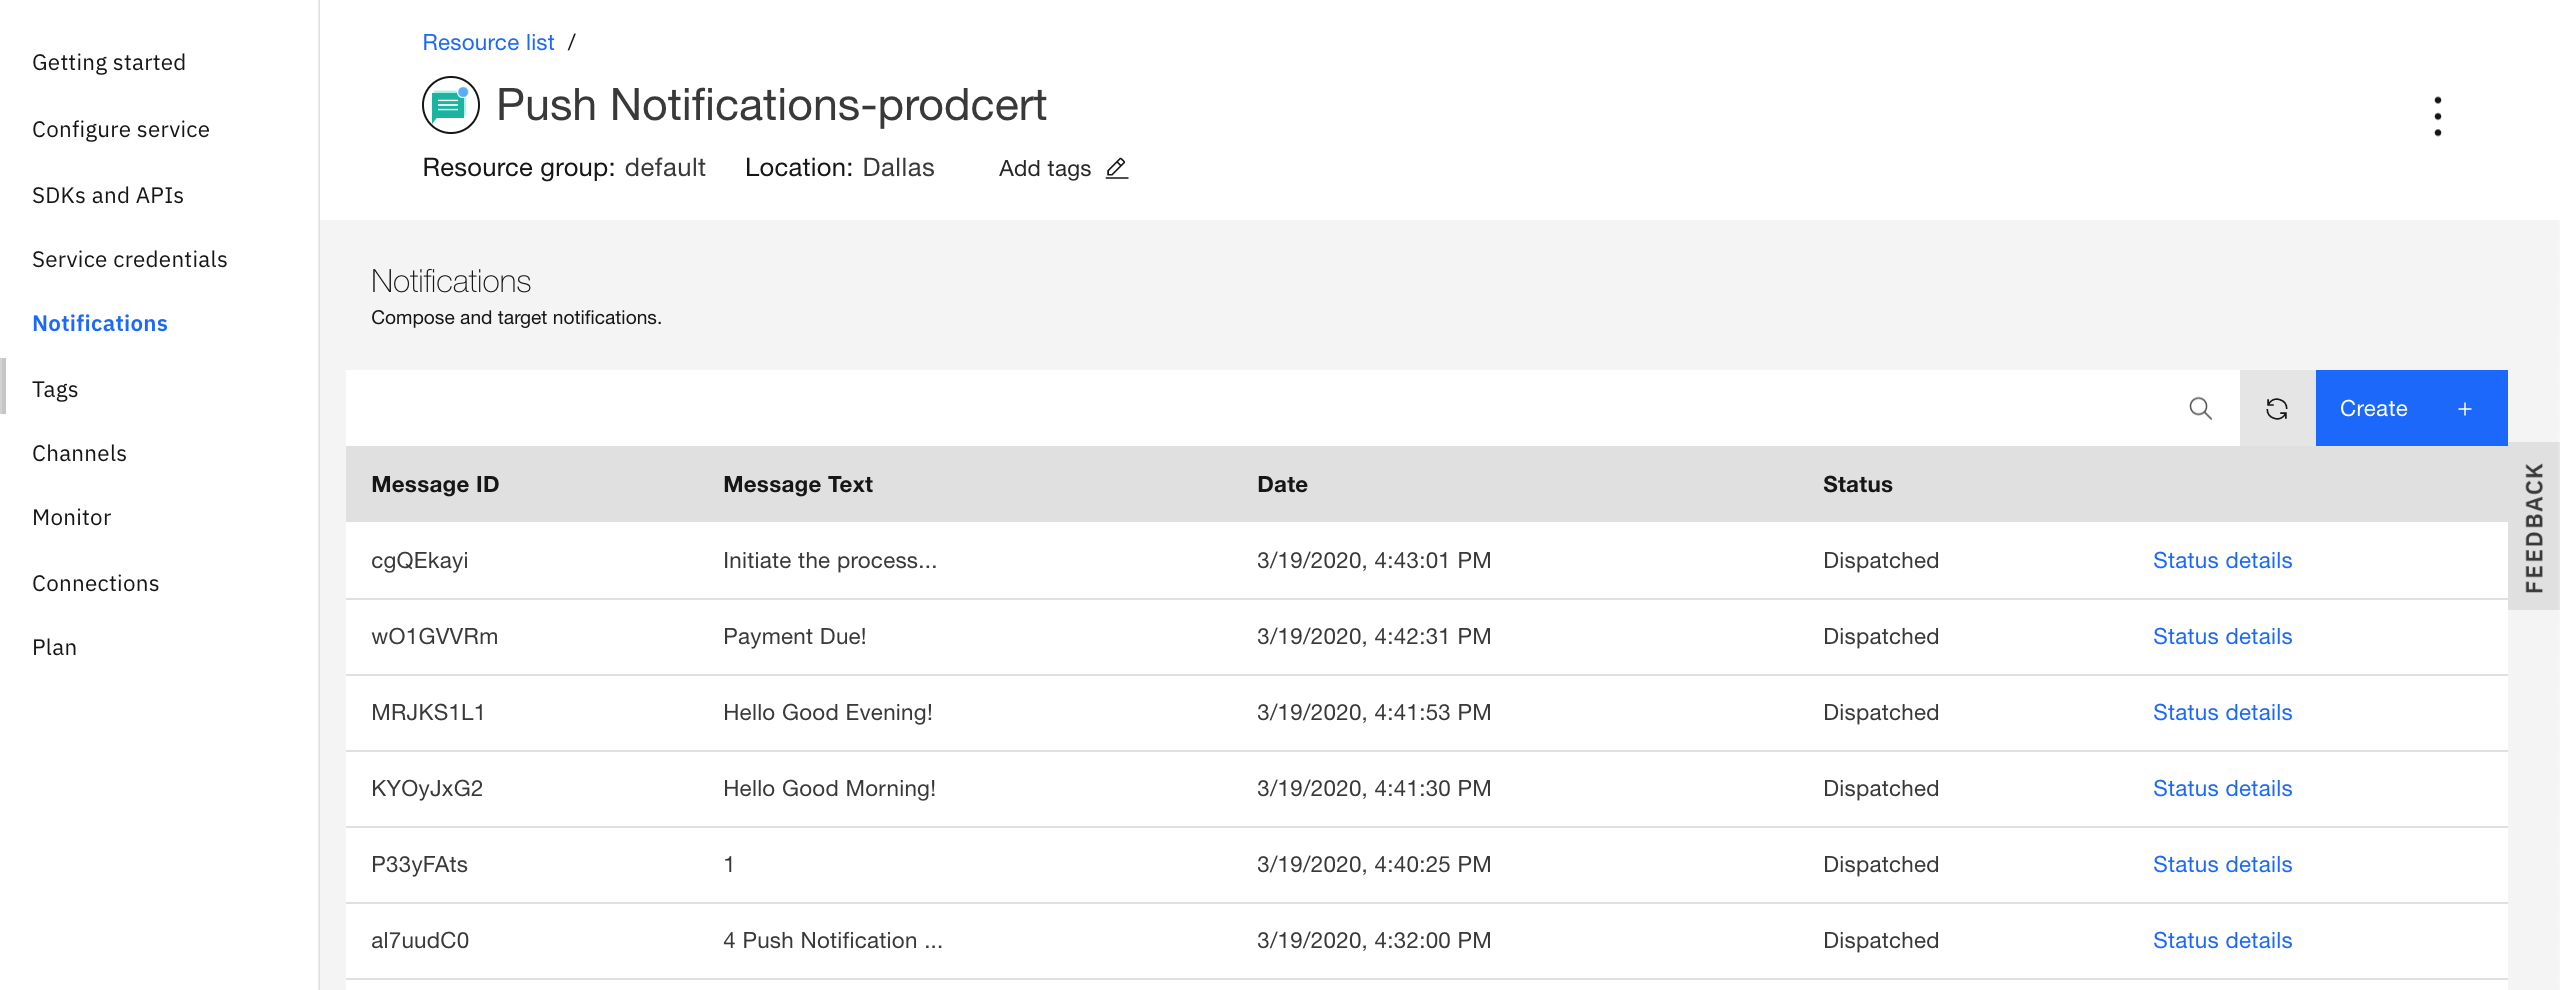 Getting started
Configure service
SDKs and APIs
Service credentials
Notifications
Tags
Channels
Monitor
Connections
Plan
Resource list /
Push Notifications-prodcert
Resource group: default Location: Dallas Add tags
Notifications
Compose and target notifications.
Create +
Message ID Message Text Date Status
cgQEkayi Initiate the process... 3/19/2020, 4:43:01 PM Dispatched Status details
wO1GVVRm Payment Due! 3/19/2020, 4:42:31 PM Dispatched Status details
MRJKS1L1 Hello Good Evening! 3/19/2020, 4:41:53 PM Dispatched Status details
KYOyJxG2 Hello Good Morning! 3/19/2020, 4:41:30 PM Dispatched Status details
P33yFAts 1 3/19/2020, 4:40:25 PM Dispatched Status details
al7uudC0 4 Push Notification ... 3/19/2020, 4:32:00 PM Dispatched Status details
FEEDBACK